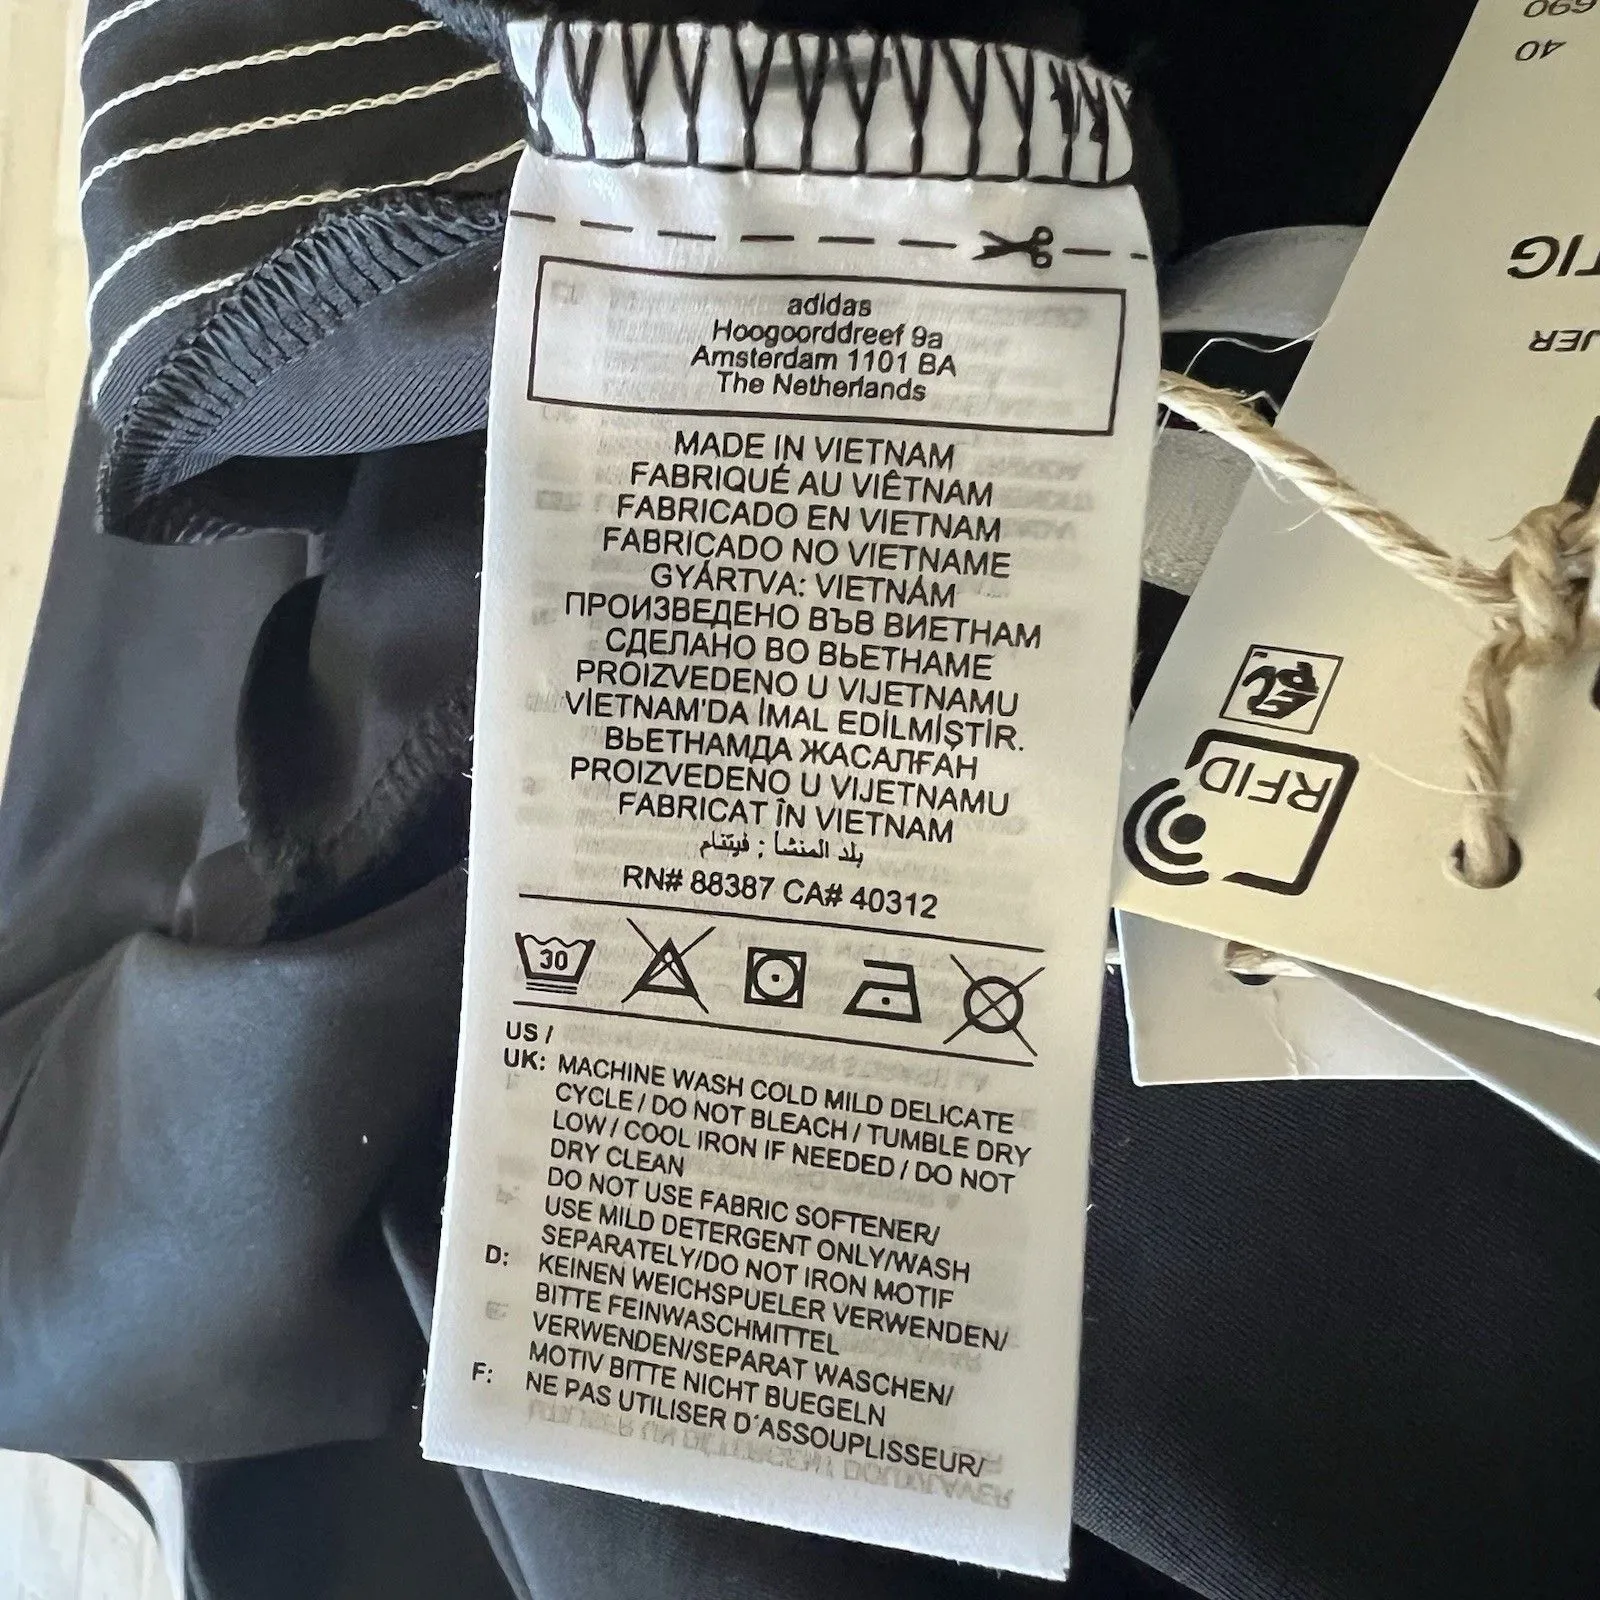 adidas
Hoogoorddreef 9a
Amsterdam 1101 BA
The Netherlands
MADE IN VIETNAM
FABRIQUÉ AU VIÊTNAM
FABRICADO EN VIETNAM
FABRICADO NO VIETNAME
GYÁRTVA: VIETNÁM
ПРОИЗВЕДЕНО ВЪВ ВИЕТНАМ
СДЕЛАНО ВО ВЬЕТНАМЕ
PROIZVEDENO U VIJETNAMU
VİETNAM'DA İMAL EDİLMİŞTİR.
ВЬЕТНАМДА ЖАСАЛҒАН
PROIZVEDENO U VIJETNAMU
FABRICAT ÎN VIETNAM
بلد المنشأ : فيتنام
RN# 88387 CA# 40312
30
US /
UK: MACHINE WASH COLD MILD DELICATE
CYCLE / DO NOT BLEACH / TUMBLE DRY
LOW / COOL IRON IF NEEDED / DO NOT
DRY CLEAN
DO NOT USE FABRIC SOFTENER/
USE MILD DETERGENT ONLY/WASH
SEPARATELY/DO NOT IRON MOTIF
D: KEINEN WEICHSPUELER VERWENDEN/
BITTE FEINWASCHMITTEL
VERWENDEN/SEPARAT WASCHEN/
MOTIV BITTE NICHT BUEGELN
F: NE PAS UTILISER D'ASSOUPLISSEUR/
RFID
40